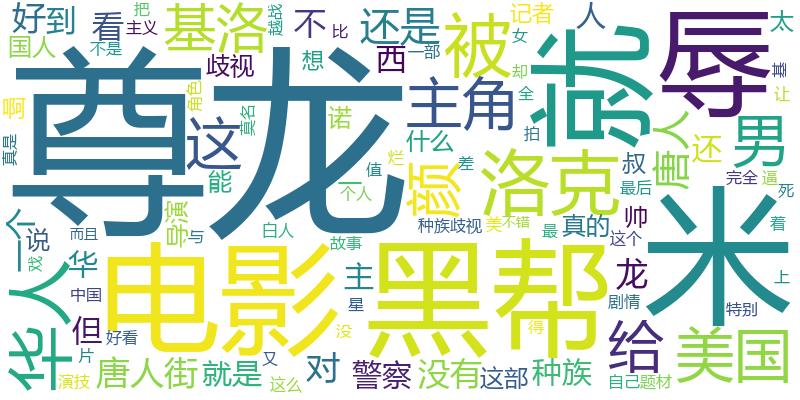 好到 看 基洛 不 比 还是 被 记者 人 太
国人 把 主义 越战 西 想 一部 女 却 就 辱
尊龙 不是 歧视 主角 全 基 让
局 角色 这 诺 什么 拍 唐人 还 男
真是 莫名 能 烂 颜 洛克 叔 逼
一个 导演 值 差 最后 完全 死
说 而且 与 白人 个人 种族歧视 美 不错 真的 帅 米 着
戏 华 故事 最 这个 上
华人 中国 电影 主 黑帮 龙 剧情 特别
但 好看 星 没 得 给 美国
片 唐人街 就是 又 对 警察 没有 这部 种族
演技 这么 自己 题材